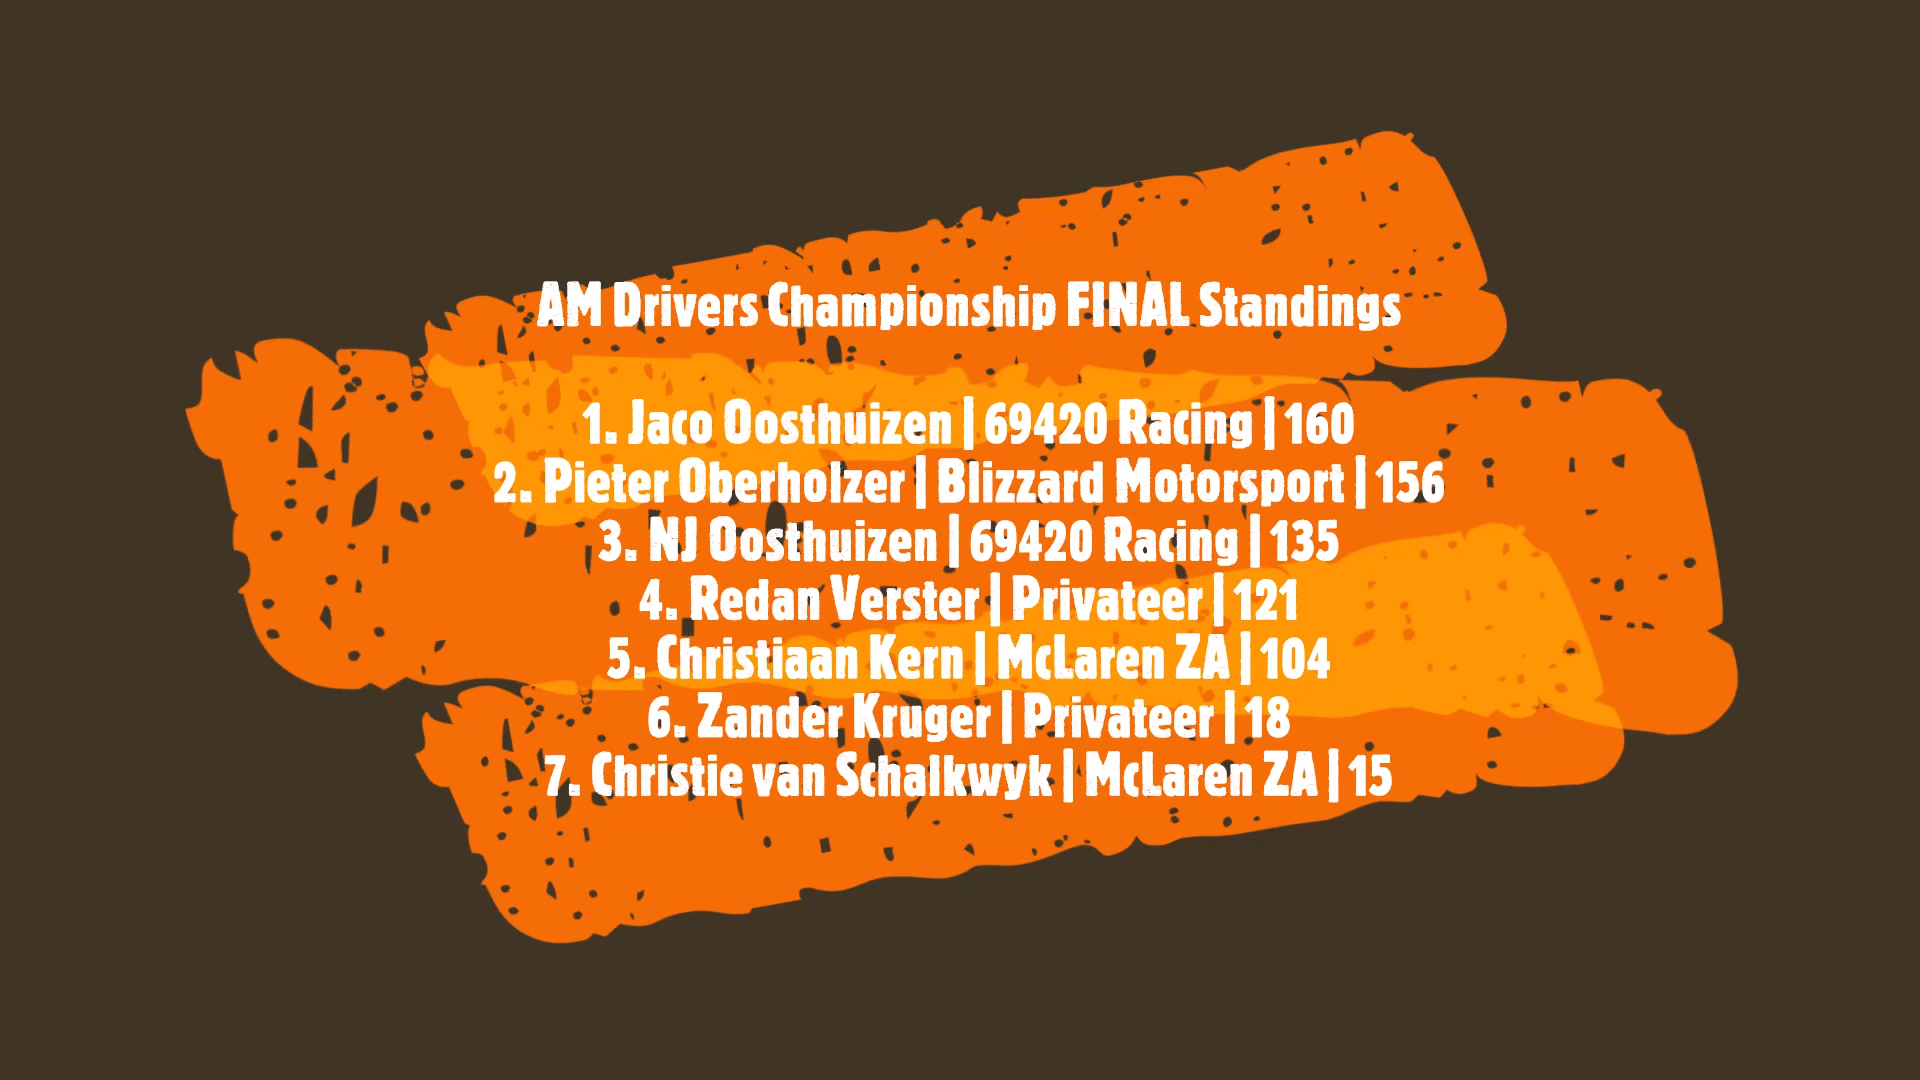 AM Drivers Championship FINAL Standings
1. Jaco Oosthuizen | 69420 Racing | 160
2. Pieter Oberholzer | Blizzard Motorsport | 156
3. NJ Oosthuizen | 69420 Racing | 135
4. Redan Verster | Privateer | 121
5. Christiaan Kern | McLaren ZA | 104
6. Zander Kruger | Privateer | 18
7. Christie van Schalkwyk | McLaren ZA | 15